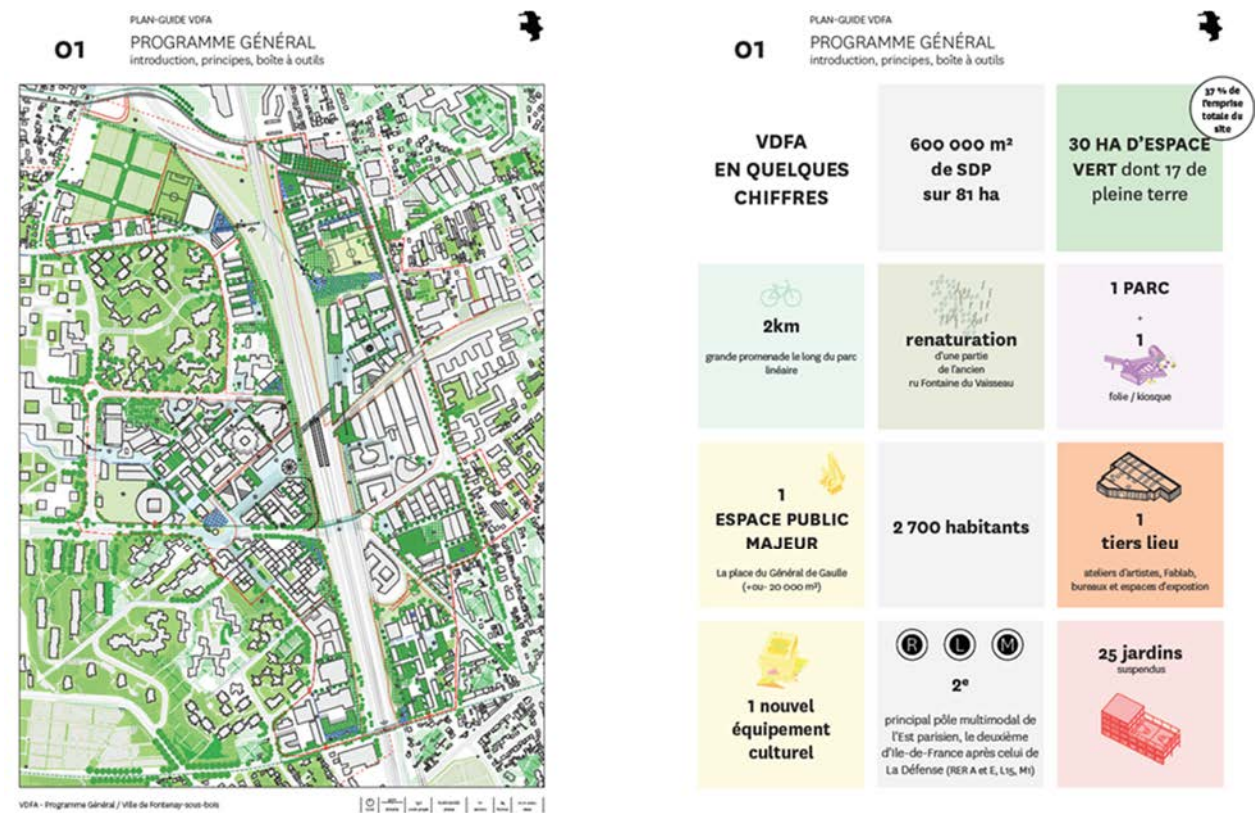 PLAN-GUIDE VDFA
01
PROGRAMME GÉNÉRAL
introduction, principes, boîte à outils
VDFA - Programme Général / Ville de Fontenay-sous-bois
PLAN-GUIDE VDFA
01
PROGRAMME GÉNÉRAL
introduction, principes, boîte à outils
VDFA
EN QUELQUES
CHIFFRES
600 000 m²
de SDP
sur 81 ha
37 % de
l'emprise
totale du
site
30 HA D'ESPACE
VERT dont 17 de
pleine terre
2km
grande promenade le long du parc
linéaire
renaturation
d'une partie
de l'ancien
ru Fontaine du Vaisseau
1 PARC
+
1
folie / kiosque
1
ESPACE PUBLIC
MAJEUR
La place du Général de Gaulle
(+ou- 20 000 m²)
2 700 habitants
1
tiers lieu
ateliers d'artistes, Fablab,
bureaux et espaces d'expostion
1 nouvel
équipement
culturel
R L M
2e
principal pôle multimodal de
l'Est parisien, le deuxième
d'Ile-de-France après celui de
La Défense (RER A et E, L15, M1)
25 jardins
suspendus